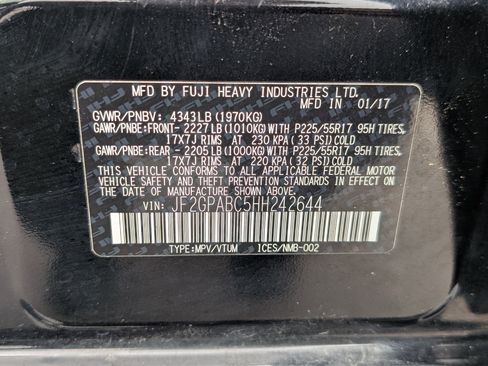 MFD BY FUJI HEAVY INDUSTRIES LTD.
MFD IN JAPAN 01/17
GVWR/PNBV: 4343LB(1970KG)
GAWR/PNBE:FRONT- 2227LB(1010KG)WITH P225/55R17 95H TIRES,
17X7J RIMS, AT 230 KPA(33 PSI)COLD
GAWR/PNBE:REAR - 2205LB(1000KG)WITH P225/55R17 95H TIRES,
17X7J RIMS, AT 220 KPA(32 PSI)COLD
THIS VEHICLE CONFORMS TO ALL APPLICABLE FEDERAL MOTOR
VEHICLE SAFETY AND THEFT PREVENTION STANDARDS IN EFFECT
ON THE DATE OF MANUFACTURE SHOWN ABOVE.
VIN: JF2GPABC5HH242644
TYPE:MPV/VTUM ICES/NMB-002